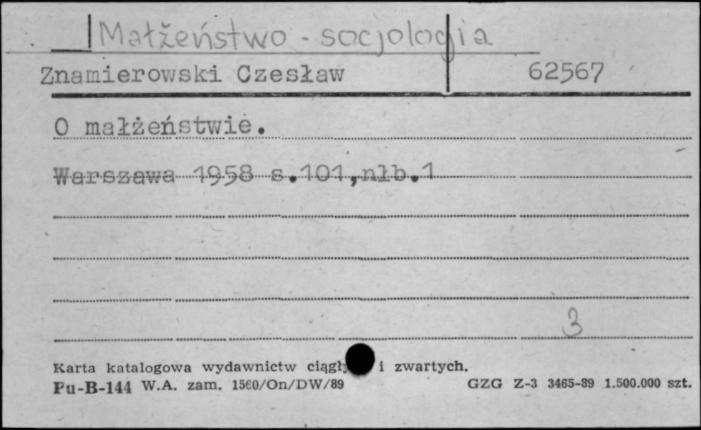 Małżeństwo - socjologia
Znamierowski Czesław 62567
O małżeństwie.
Warszawa 1958 s.101,nlb.1
3
Karta katalogowa wydawnictw ciągły i zwartych.
Pu-B-144 W.A. zam. 1560/On/DW/89 GZG Z-3 3465-89 1.500.000 szt.